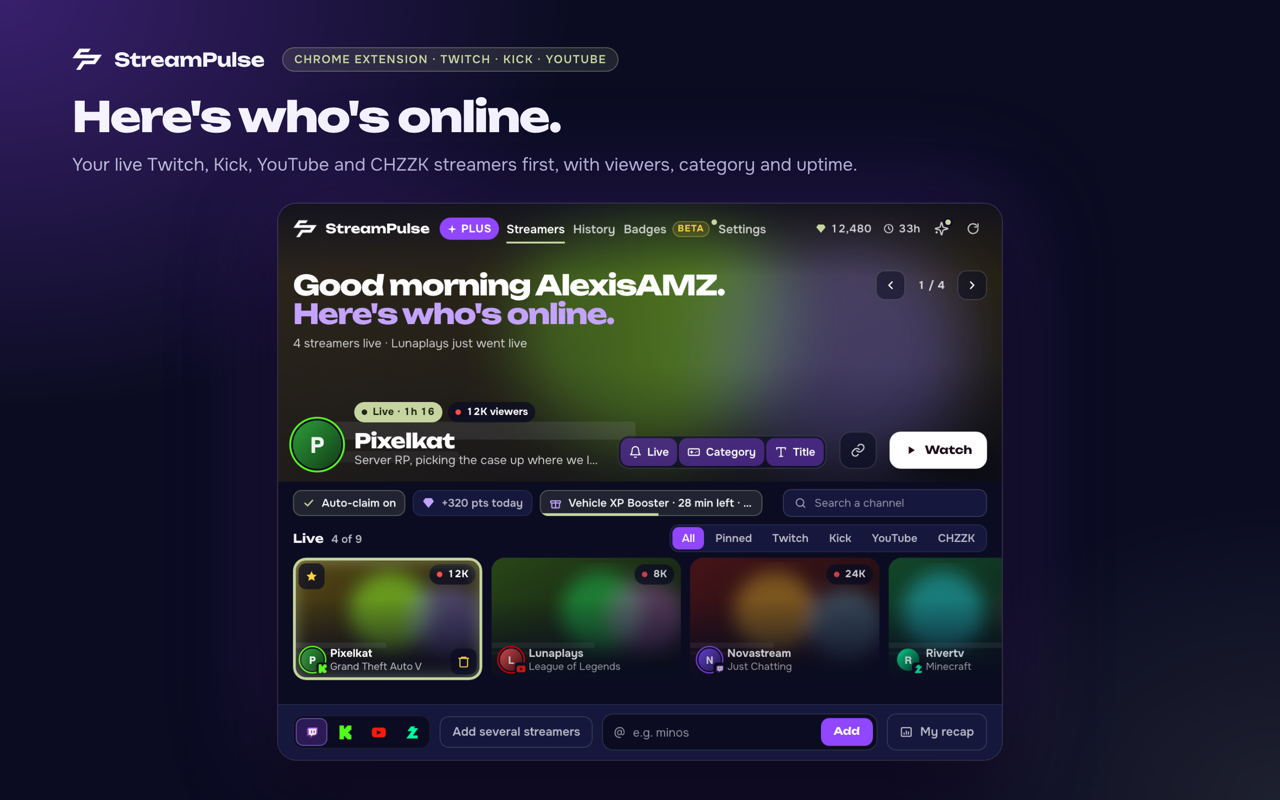 StreamPulse
CHROME EXTENSION · TWITCH · KICK · YOUTUBE
Here's who's online.
Your live Twitch, Kick, YouTube and CHZZK streamers first, with viewers, category and uptime.
StreamPulse
PLUS
Streamers
History
Badges
BETA
Settings
12,480
33h
Good morning AlexisAMZ.
Here's who's online.
1 / 4
4 streamers live · Lunaplays just went live
Live · 1h 16
12K viewers
P
Pixelkat
Server RP, picking the case up where we l...
Live
Category
Title
Watch
Auto-claim on
+320 pts today
Vehicle XP Booster · 28 min left · ...
Search a channel
Live 4 of 9
All
Pinned
Twitch
Kick
YouTube
CHZZK
12K
8K
24K
P
Pixelkat
Grand Theft Auto V
L
Lunaplays
League of Legends
N
Novastream
Just Chatting
R
Rivertv
Minecraft
Add several streamers
@ e.g. minos
Add
My recap